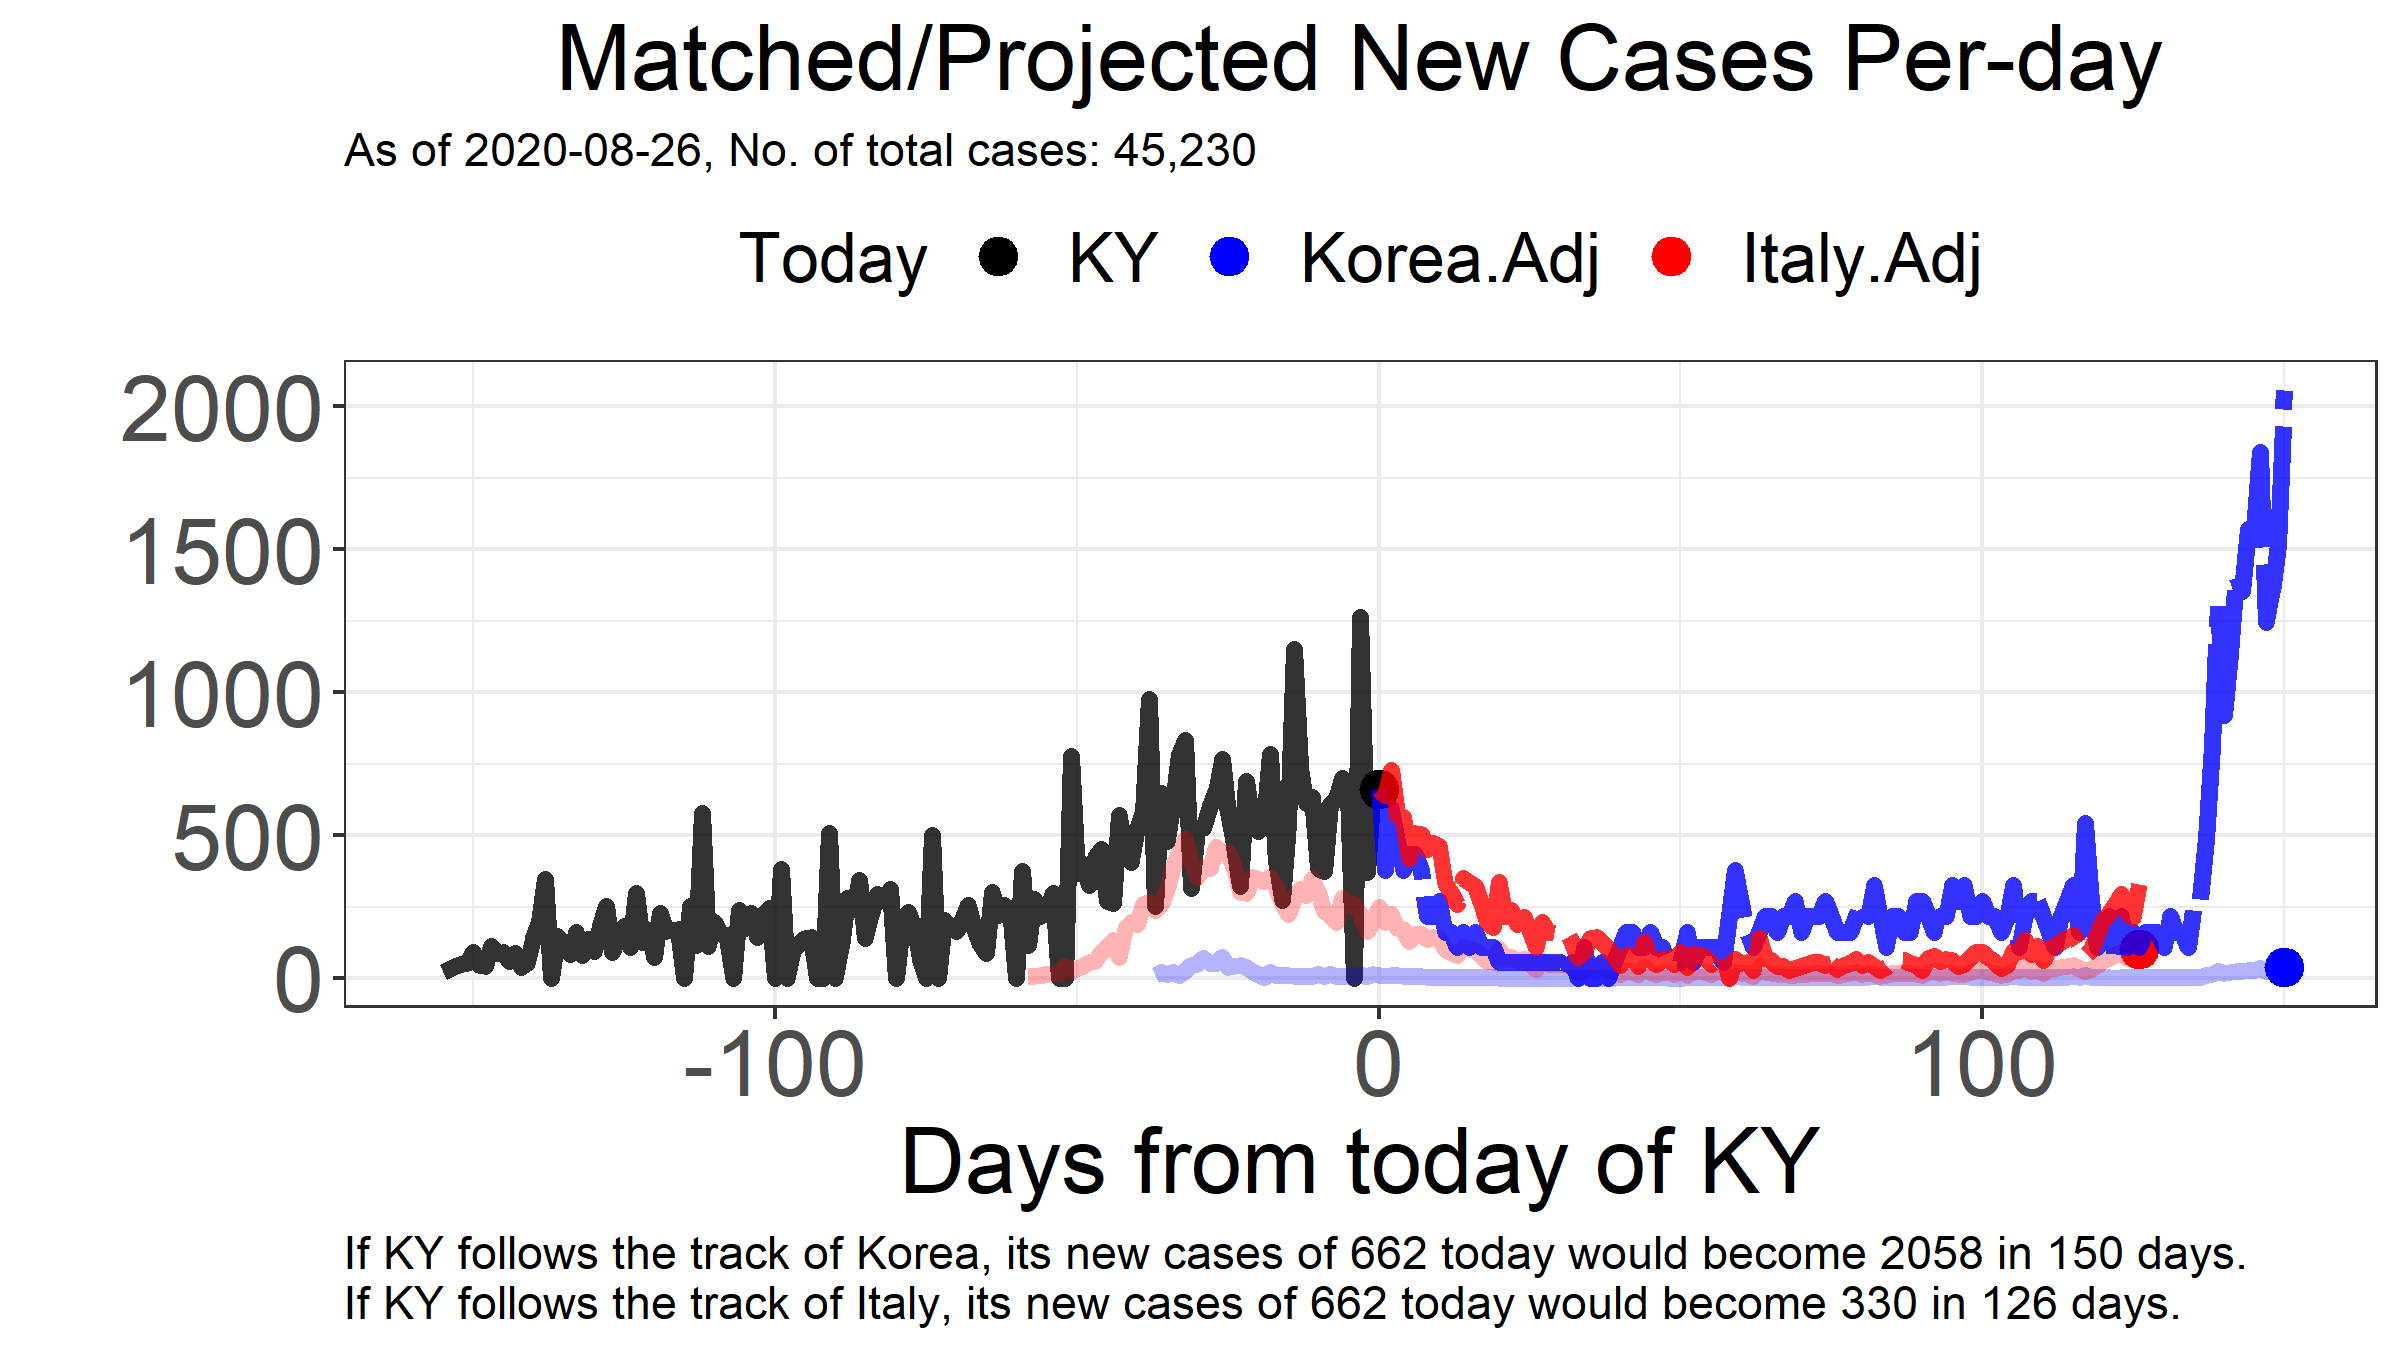 Matched/Projected New Cases Per-day
As of 2020-08-26, No. of total cases: 45,230
Today KY Korea.Adj Italy.Adj
2000
1500
1000
500
0
-100 0 100
Days from today of KY
If KY follows the track of Korea, its new cases of 662 today would become 2058 in 150 days.
If KY follows the track of Italy, its new cases of 662 today would become 330 in 126 days.